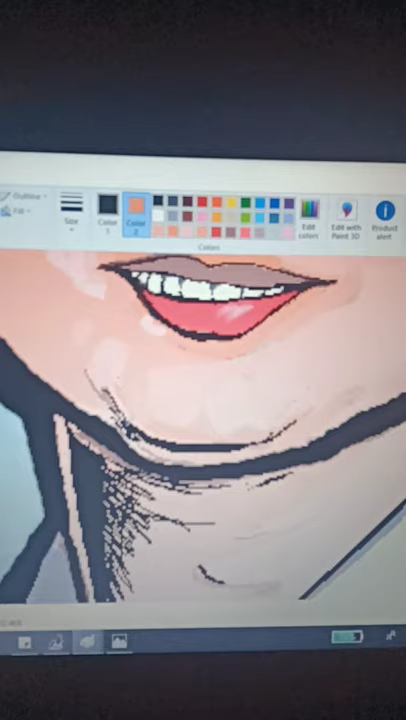 Outline
Fill
Size
Color
1
Color
2
Edit
colors
Edit with
Paint 3D
Product
alert
Colors